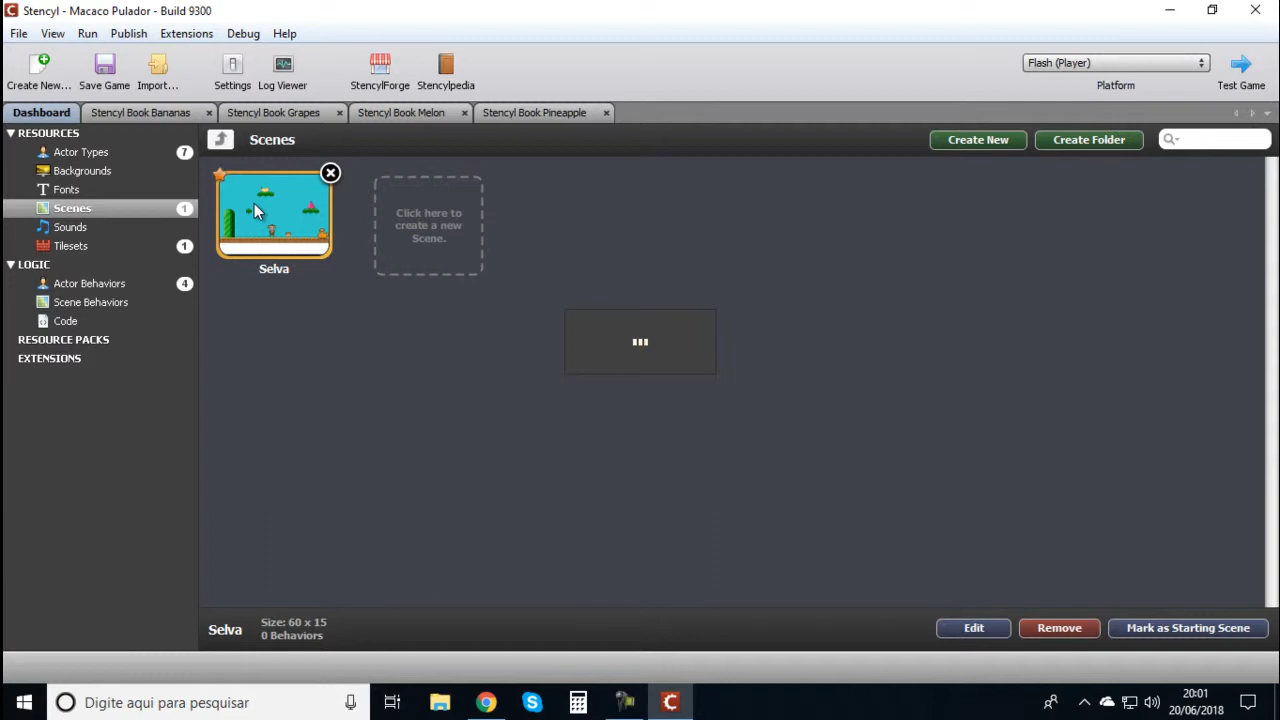 Stencyl - Macaco Pulador - Build 9300
File View Run Publish Extensions Debug Help
Create New... Save Game Import... Settings Log Viewer StencylForge Stencylpedia
Flash (Player)
Platform
Test Game
Dashboard Stencyl Book Bananas Stencyl Book Grapes Stencyl Book Melon Stencyl Book Pineapple
RESOURCES
Actor Types 7
Backgrounds
Fonts
Scenes 1
Sounds
Tilesets 1
LOGIC
Actor Behaviors 4
Scene Behaviors
Code
RESOURCE PACKS
EXTENSIONS
Scenes
Create New Create Folder
Selva
Click here to
create a new
Scene.
Selva
Size: 60 x 15
0 Behaviors
Edit Remove Mark as Starting Scene
Digite aqui para pesquisar
20:01
20/06/2018